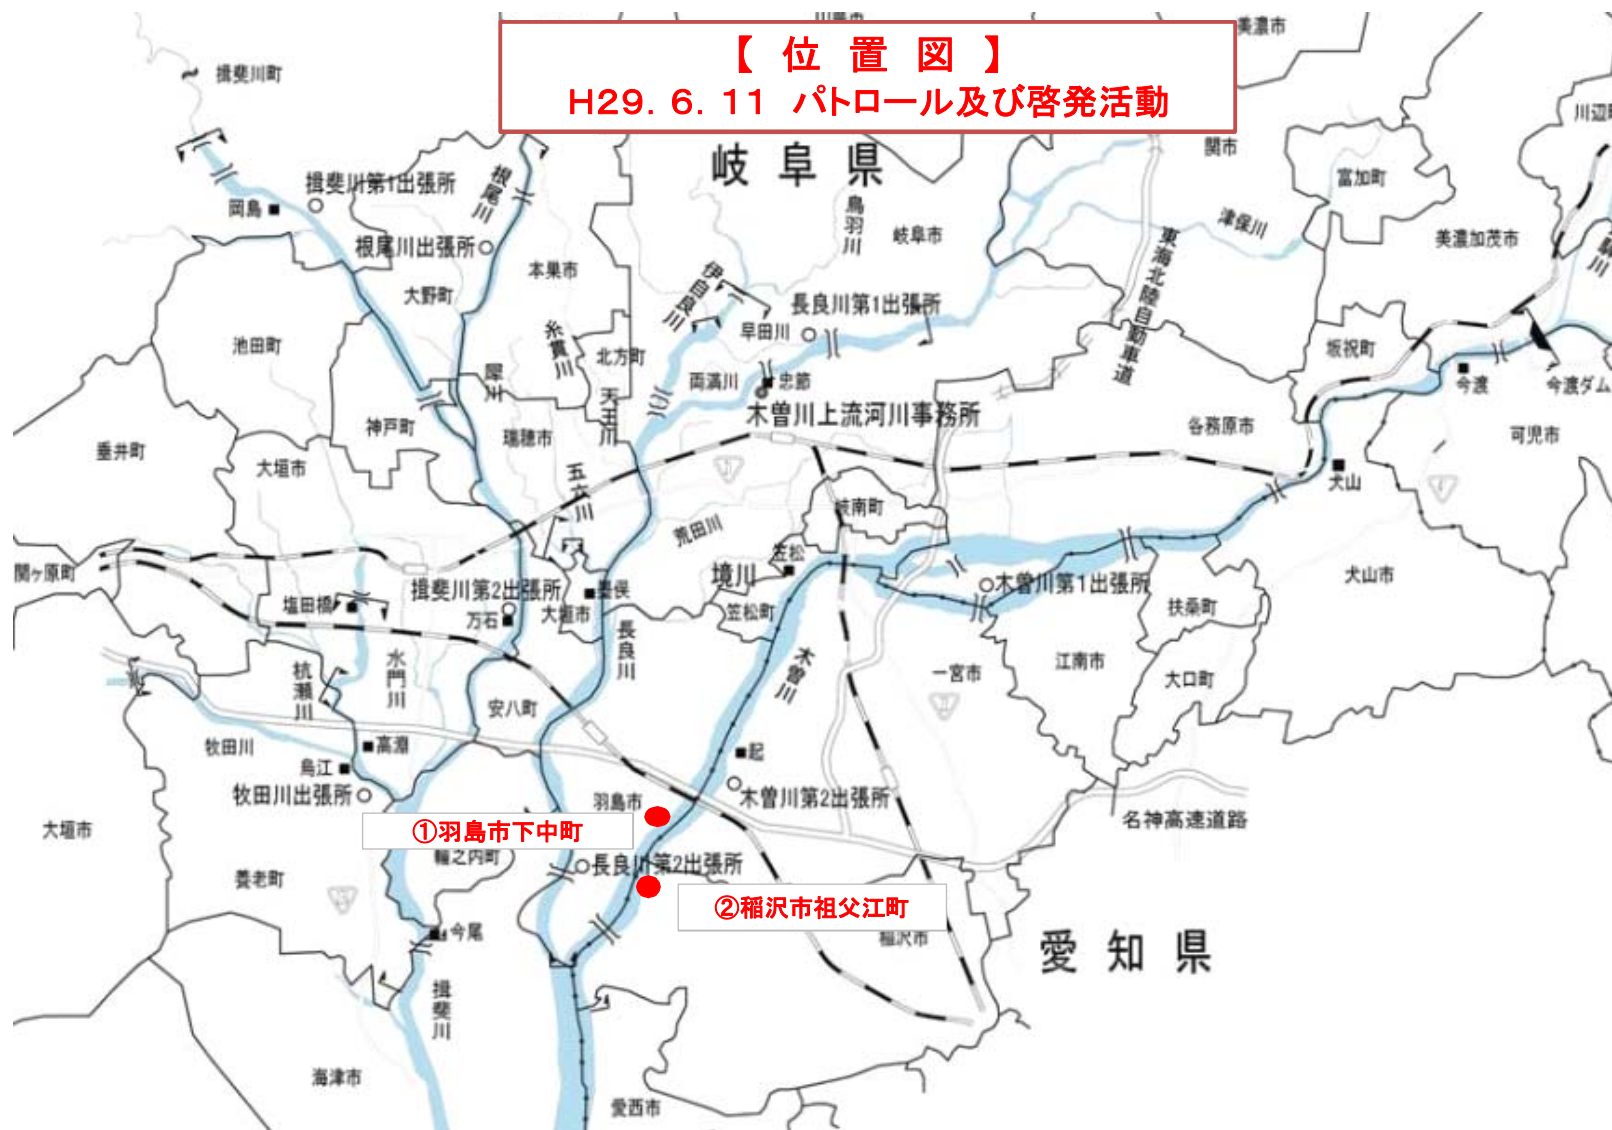 【 位 置 図 】
H29. 6. 11 パトロール及び啓発活動
美濃市
揖斐川町
川辺町
関市
岐 阜 県
富加町
揖斐川第1出張所
根尾川
岡島
鳥羽川
津保川
岐阜市
東海北陸自動車道
美濃加茂市
根尾川出張所
本巣市
伊自良川
大野町
長良川第1出張所
早田川
糸貫川
池田町
北方町
坂祝町
両満川
忠節
今渡
今渡ダム
天王川
木曽川上流河川事務所
神戸町
瑞穂市
各務原市
可児市
垂井町
大垣市
五六川
犬山
岐南町
荒田川
笠松
境川
関ヶ原町
犬山市
揖斐川第2出張所
木曽川第1出張所
塩田橋
墨俣
万石
大垣市
笠松町
扶桑町
長良川
木曽川
杭瀬川
水門川
一宮市
江南市
大口町
安八町
牧田川
高淵
起
烏江
牧田川出張所
羽島市
木曽川第2出張所
①羽島市下中町
大垣市
名神高速道路
輪之内町
長良川第2出張所
養老町
②稲沢市祖父江町
今尾
稲沢市
愛 知 県
揖斐川
海津市
愛西市